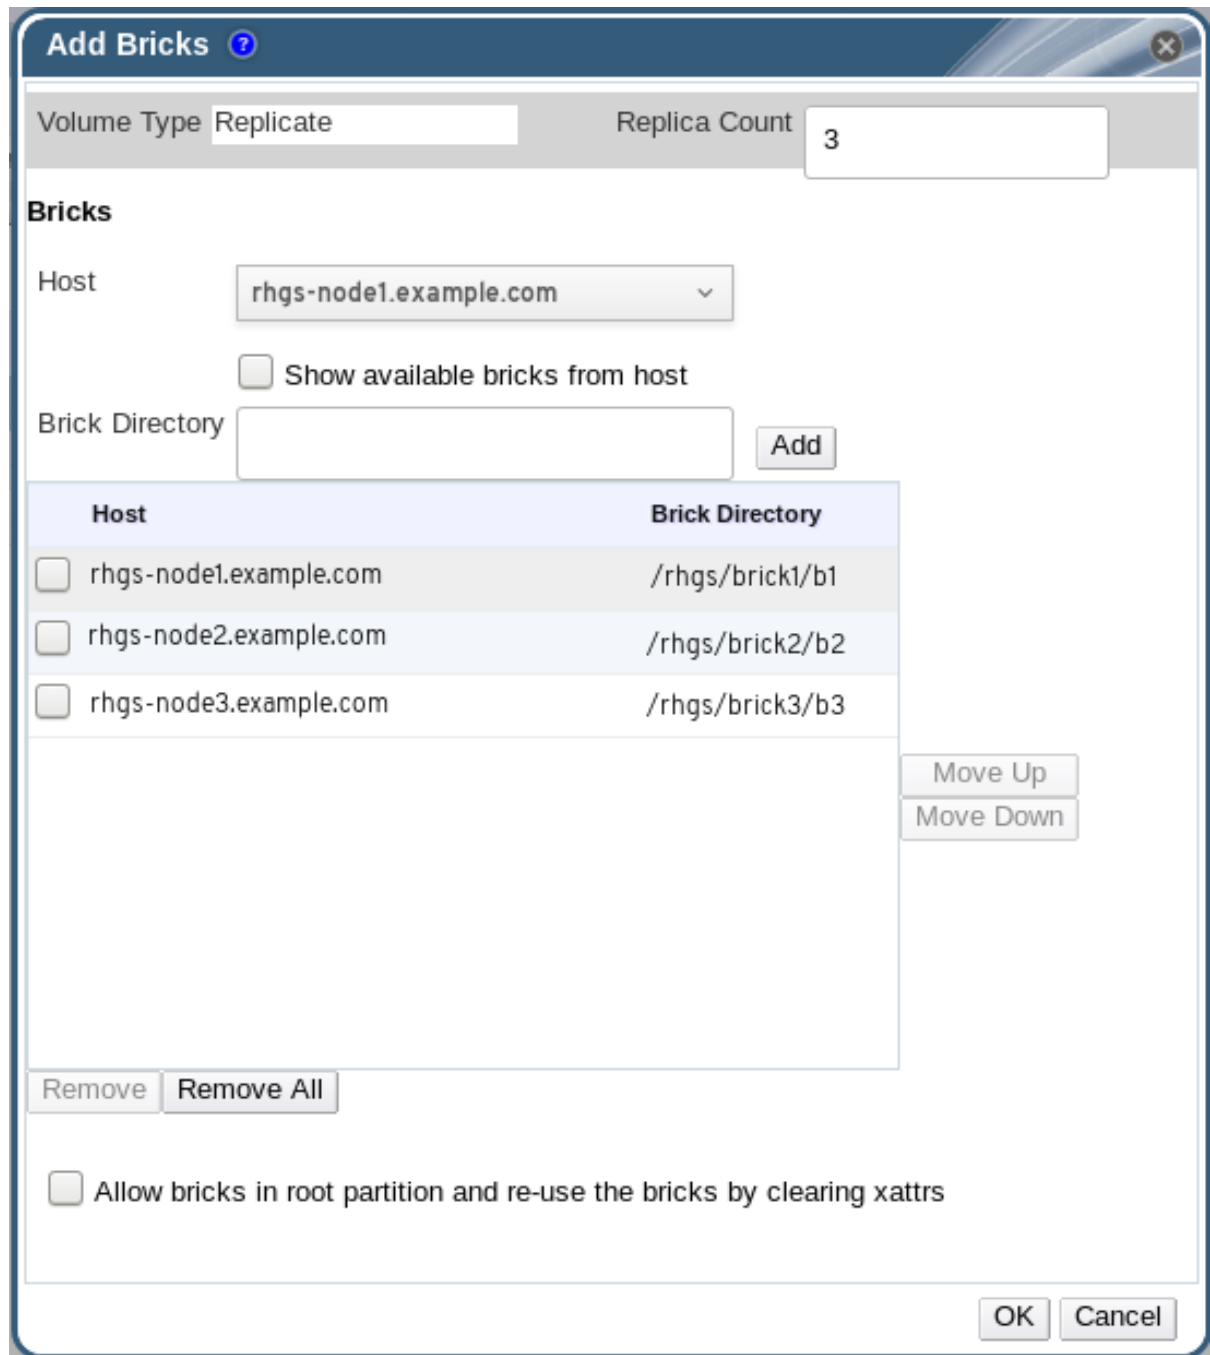 Add Bricks ?
Volume Type Replicate Replica Count 3
Bricks
Host rhgs-node1.example.com
Show available bricks from host
Brick Directory Add
Host Brick Directory
rhgs-node1.example.com /rhgs/brick1/b1
rhgs-node2.example.com /rhgs/brick2/b2
rhgs-node3.example.com /rhgs/brick3/b3
Move Up
Move Down
Remove Remove All
Allow bricks in root partition and re-use the bricks by clearing xattrs
OK Cancel